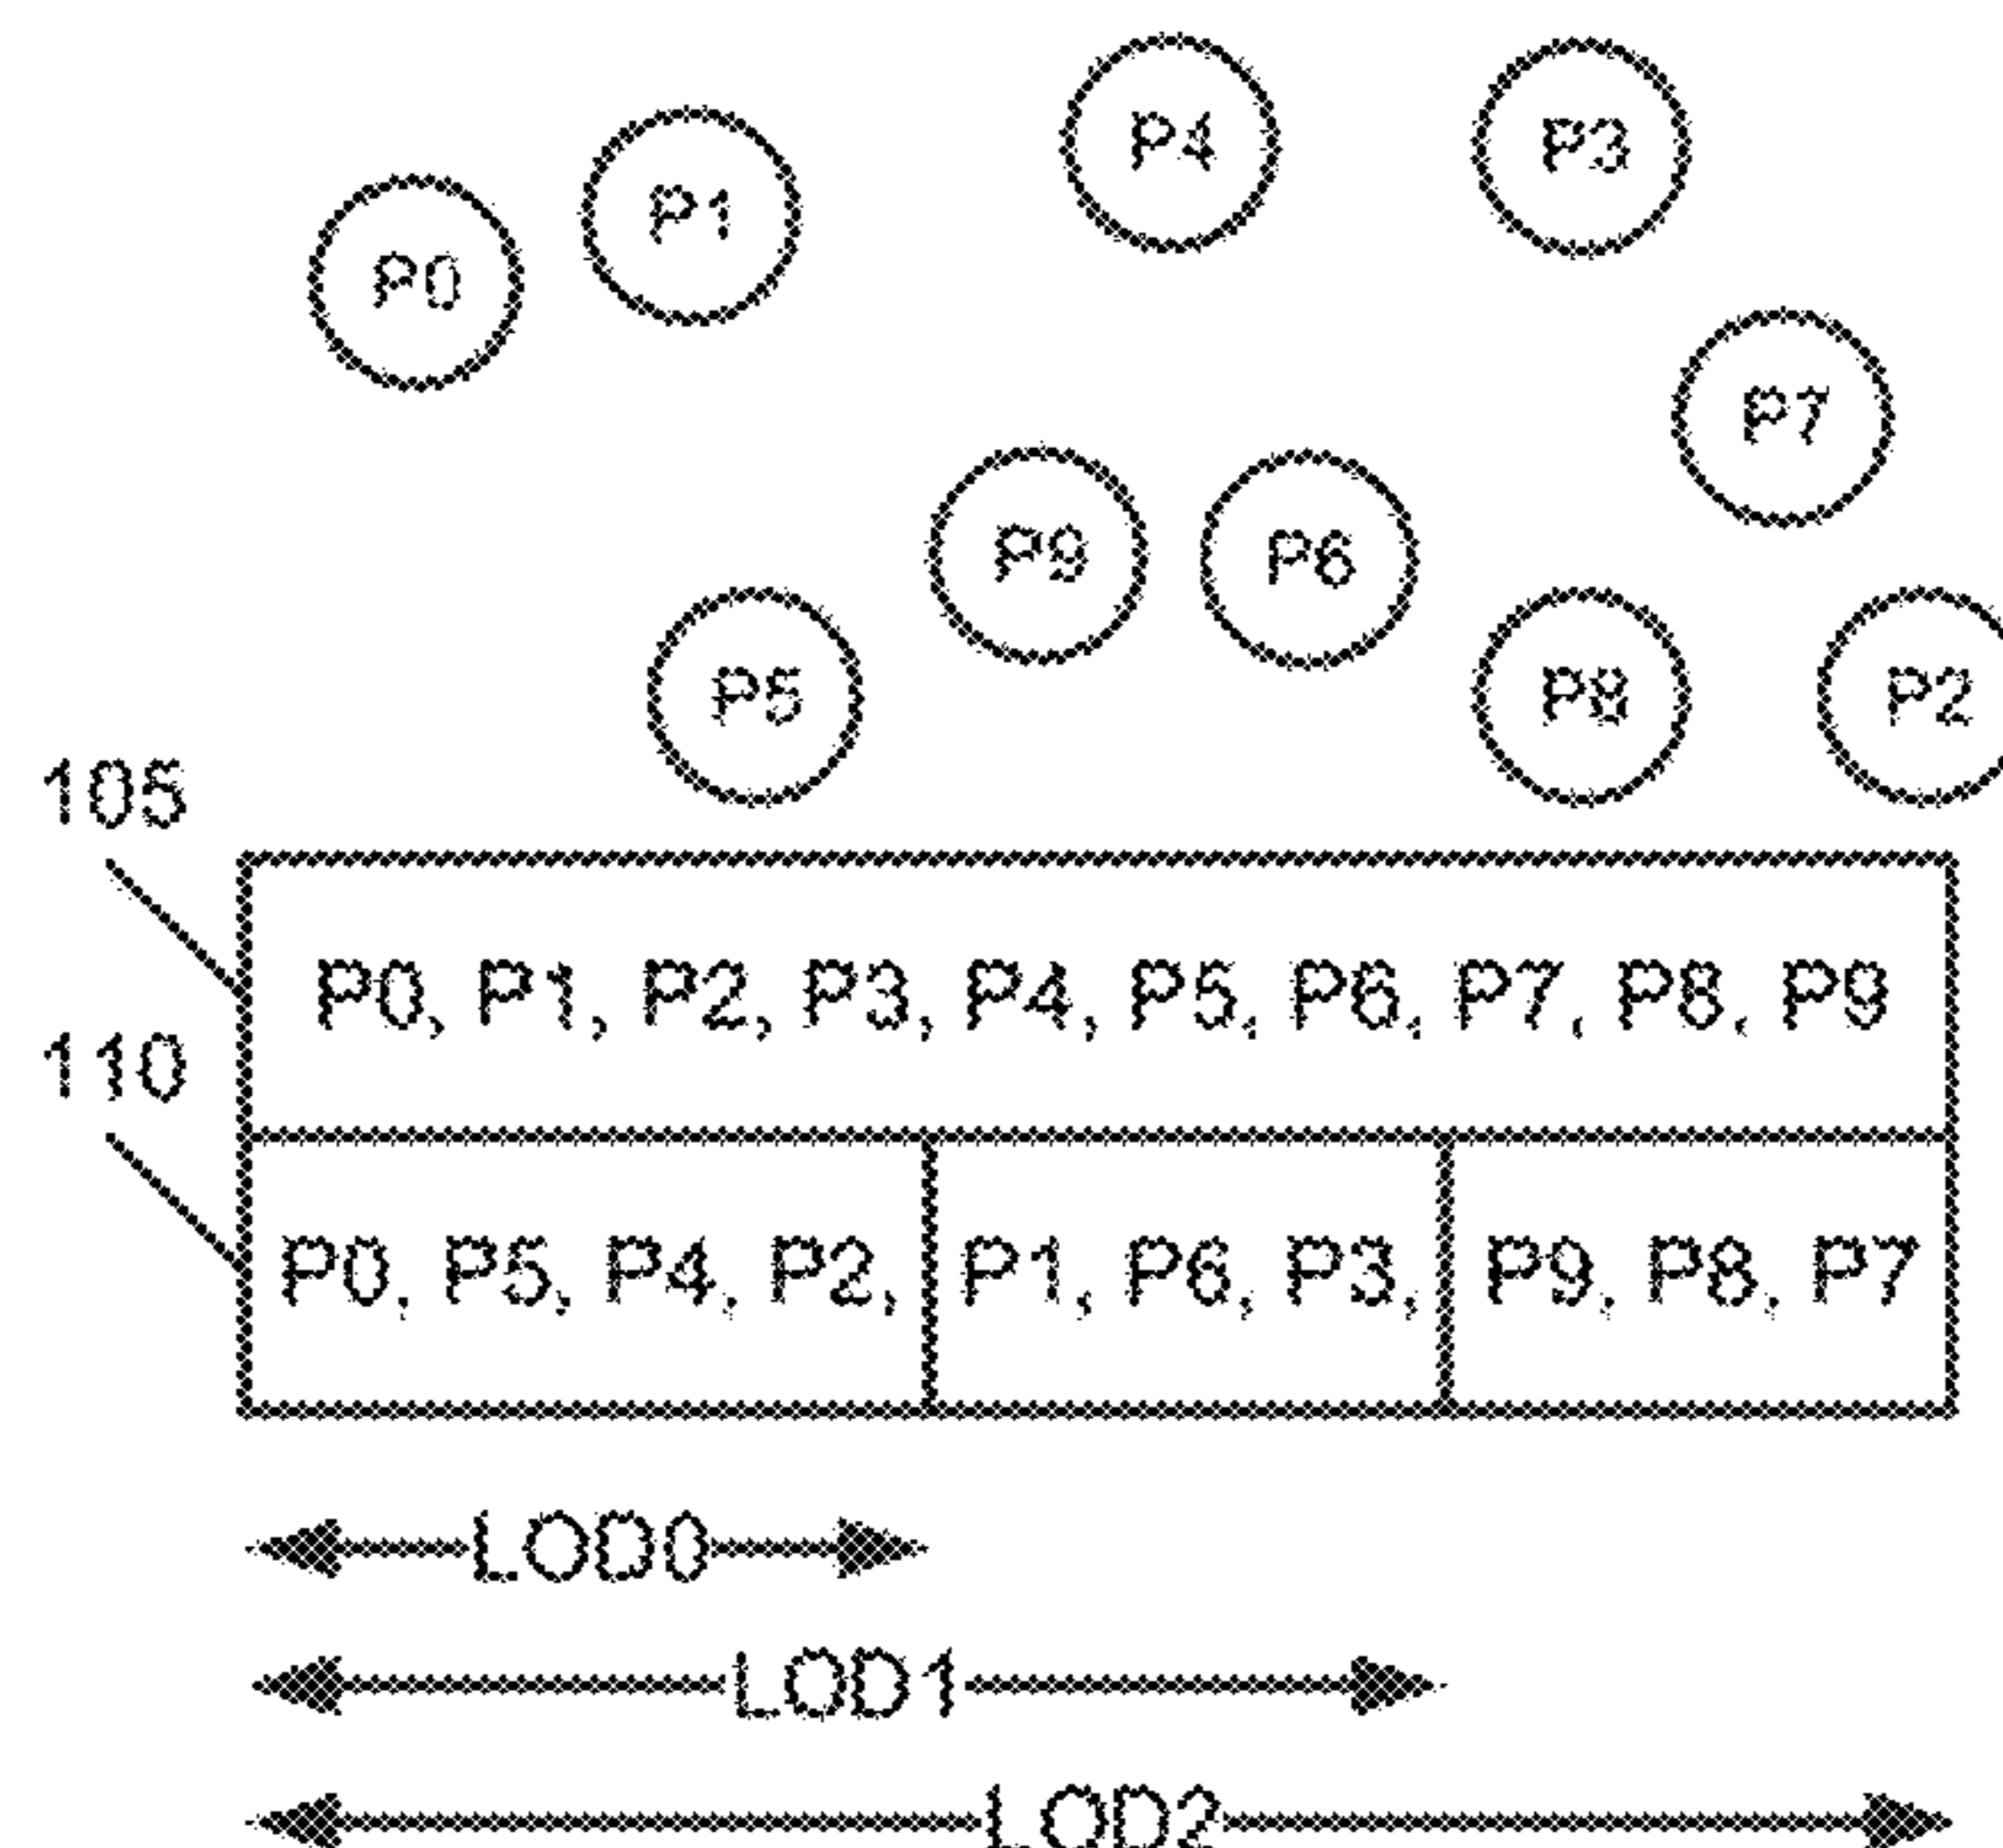 P4 P3
P1
P0
P7
P9 P6
P5 P8 P2
105
P0, P1, P2, P3, P4, P5, P6, P7, P8, P9
110
P0, P5, P4, P2, P1, P6, P3, P9, P8, P7
LOD0
LOD1
LOD2